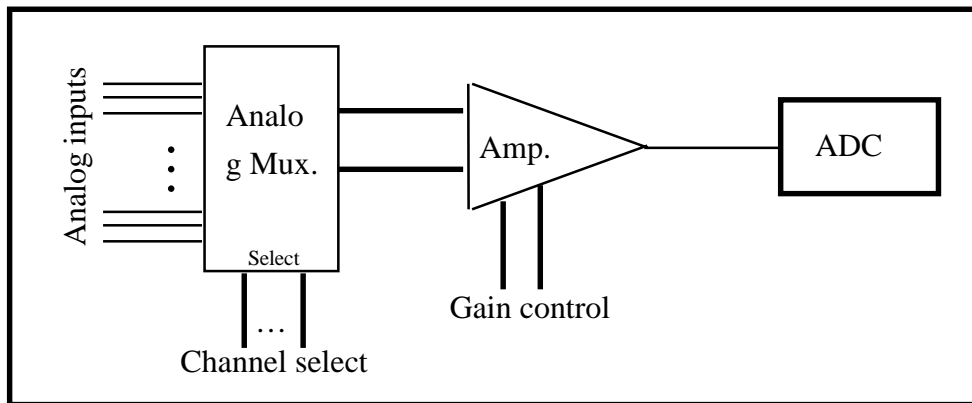 Analog inputs
Analo
g Mux.
Select
...
Channel select
Amp.
Gain control
ADC